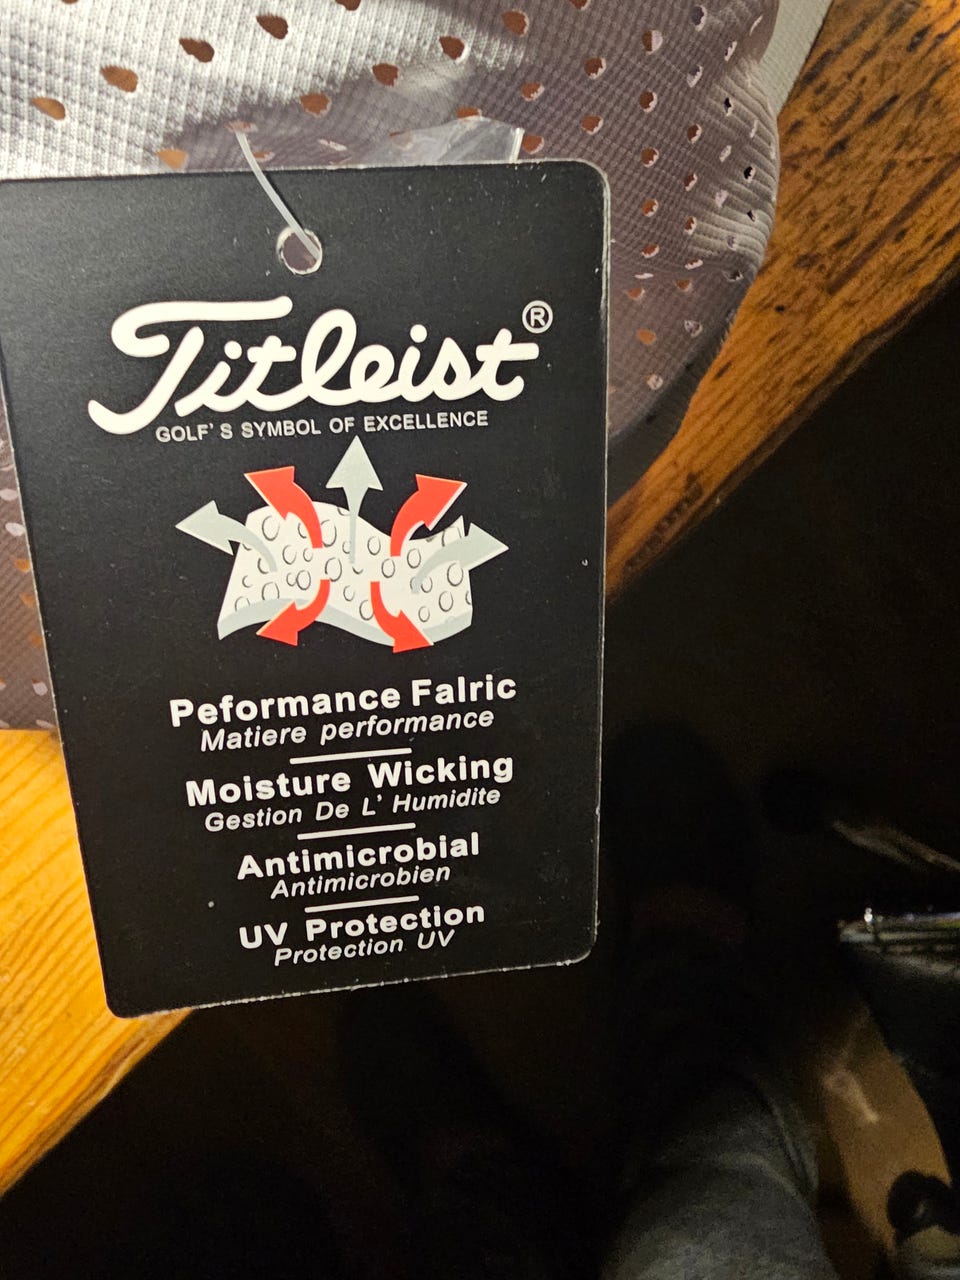 Titleist®
GOLF' S SYMBOL OF EXCELLENCE
Peformance Falric
Matiere performance
Moisture Wicking
Gestion De L' Humidite
Antimicrobial
Antimicrobien
UV Protection
Protection UV